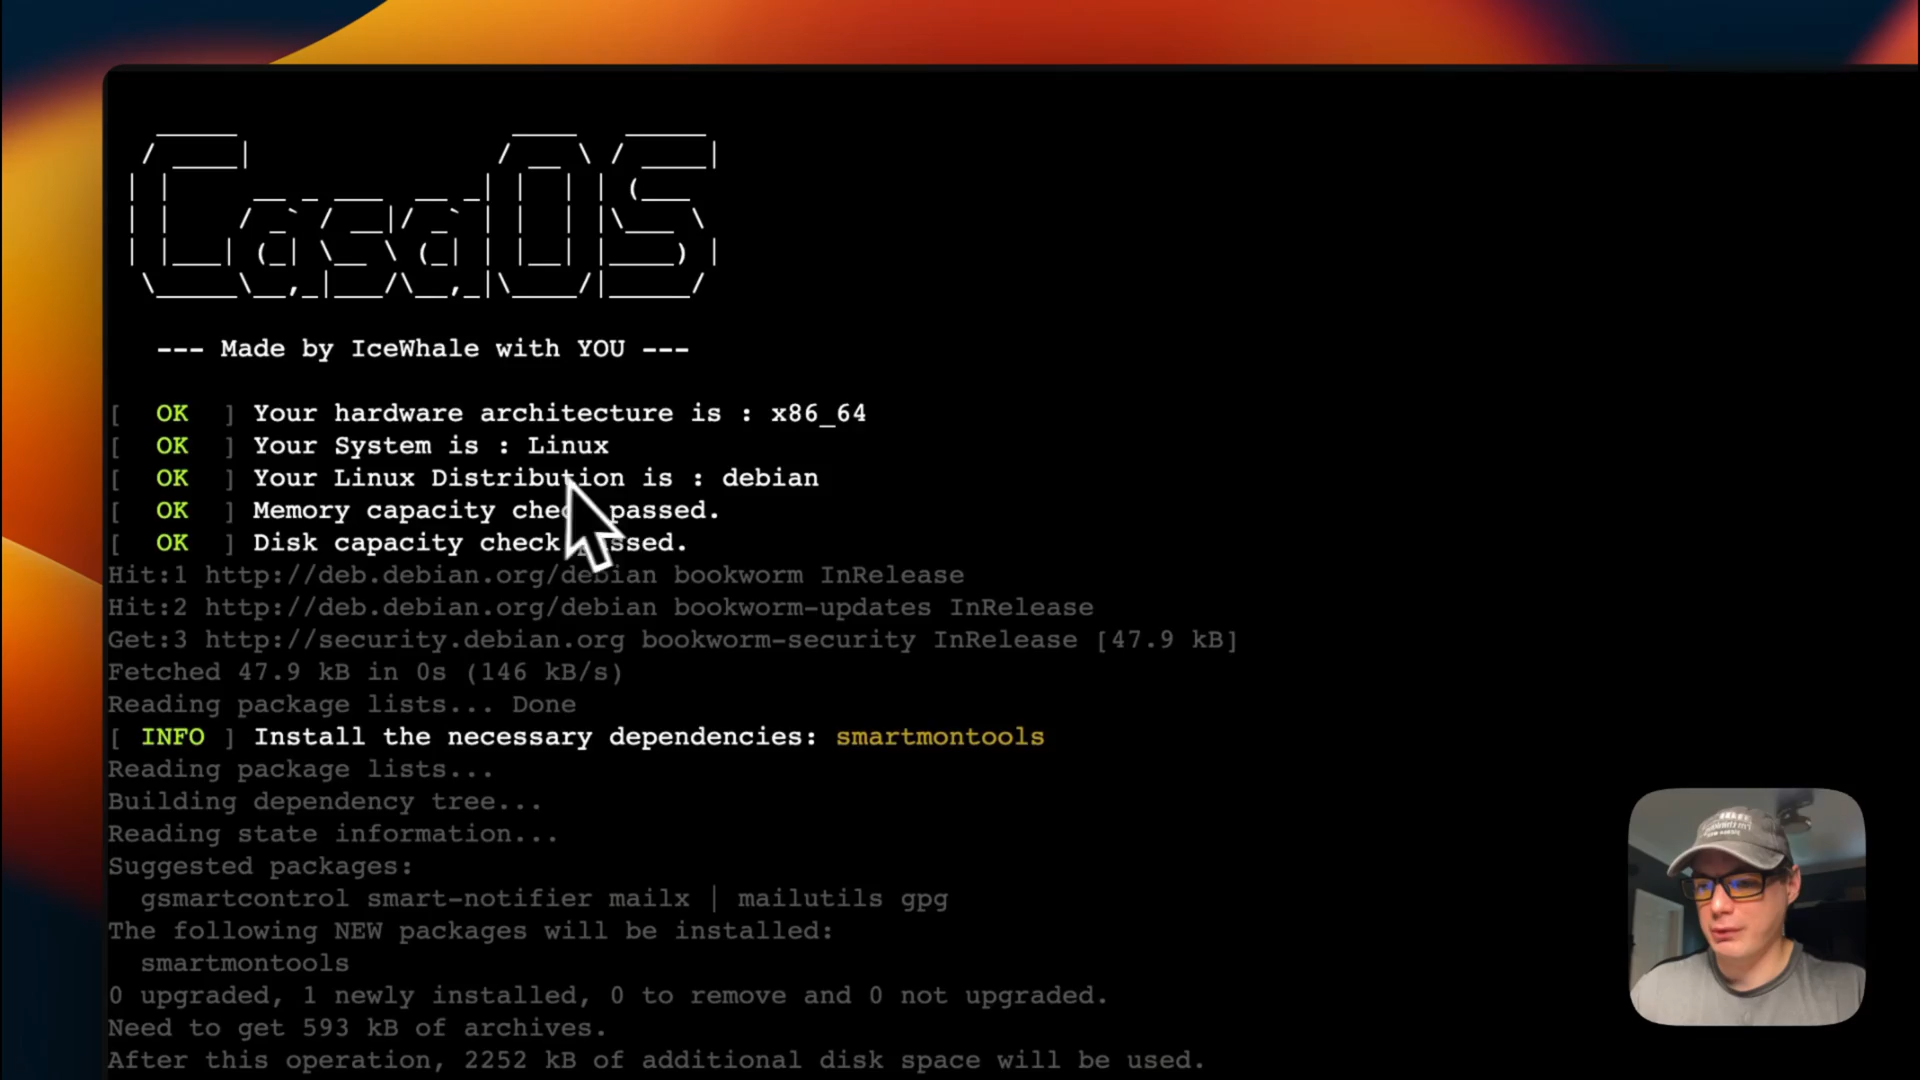 CasaOS
--- Made by IceWhale with YOU ---
[ OK ] Your hardware architecture is : x86_64
[ OK ] Your System is : Linux
[ OK ] Your Linux Distribution is : debian
[ OK ] Memory capacity chec passed.
[ OK ] Disk capacity check passed.
Hit:1 http://deb.debian.org/debian bookworm InRelease
Hit:2 http://deb.debian.org/debian bookworm-updates InRelease
Get:3 http://security.debian.org bookworm-security InRelease [47.9 kB]
Fetched 47.9 kB in 0s (146 kB/s)
Reading package lists... Done
[ INFO ] Install the necessary dependencies: smartmontools
Reading package lists...
Building dependency tree...
Reading state information...
Suggested packages:
gsmartcontrol smart-notifier mailx | mailutils gpg
The following NEW packages will be installed:
smartmontools
0 upgraded, 1 newly installed, 0 to remove and 0 not upgraded.
Need to get 593 kB of archives.
After this operation, 2252 kB of additional disk space will be used.